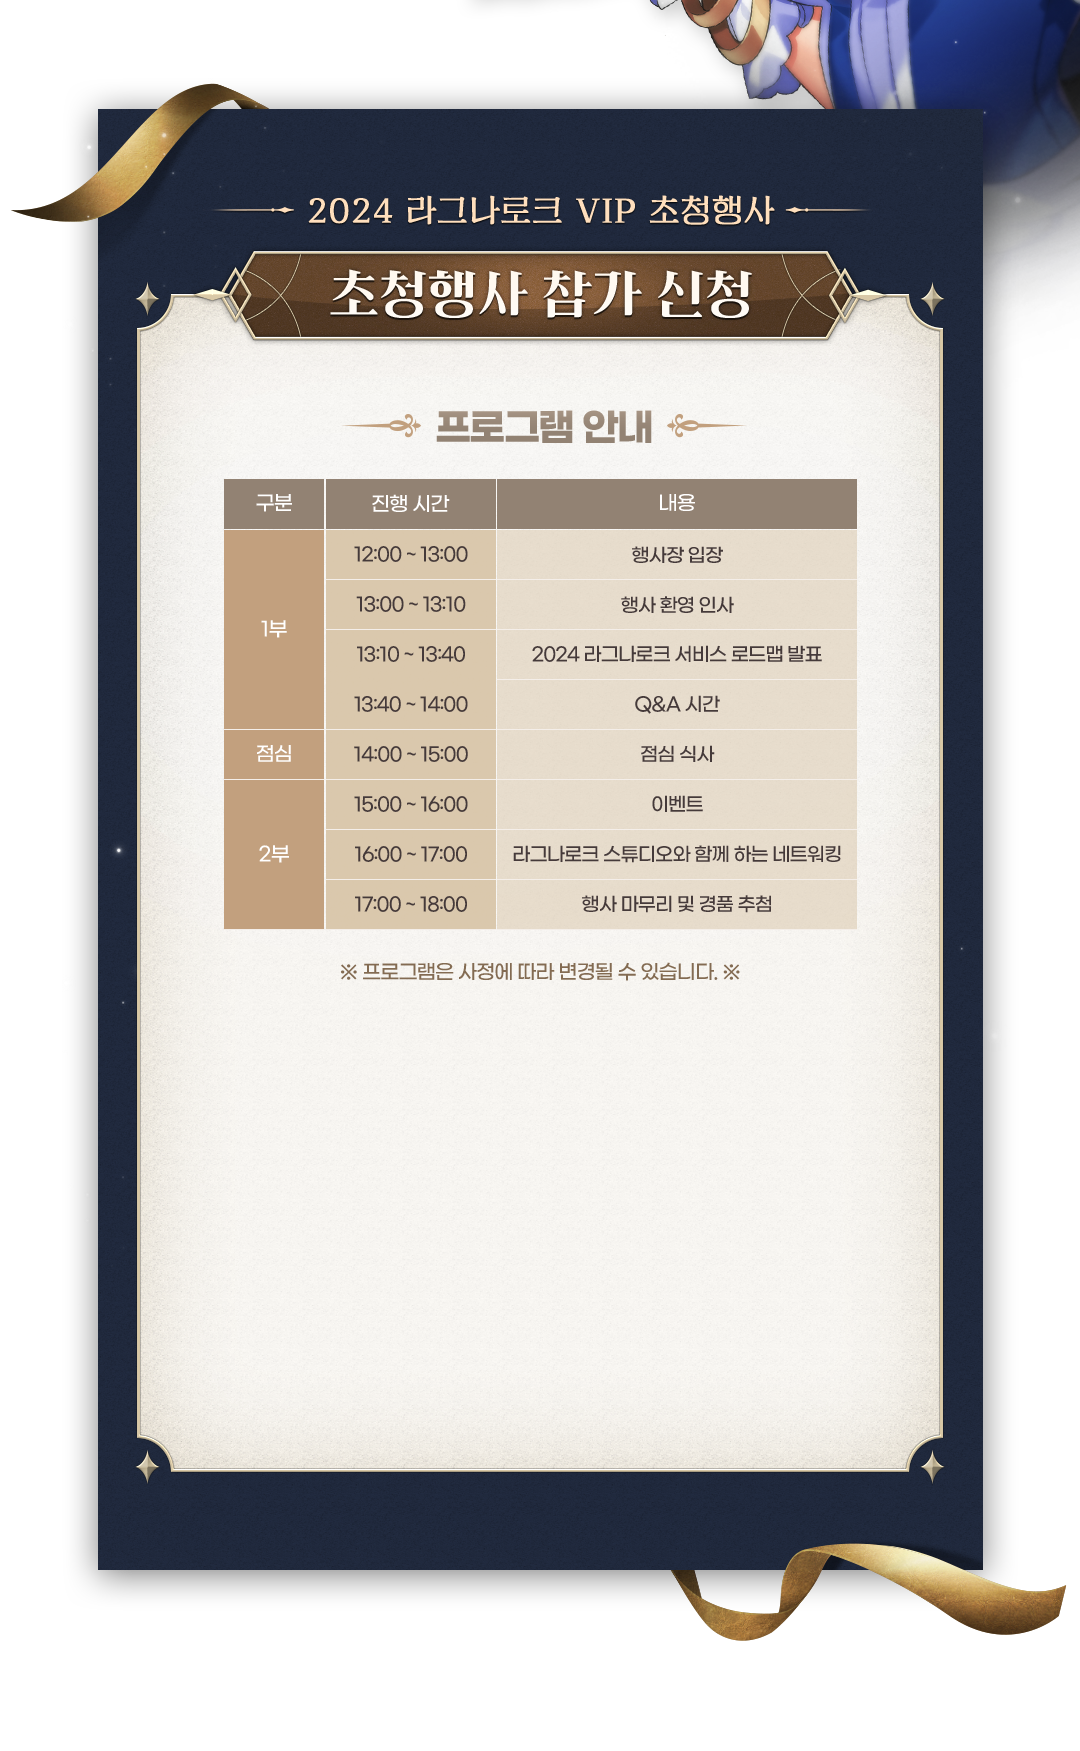 2024 라그나로크 VIP 초청행사
초청행사 참가 신청
프로그램 안내
구분 진행 시간 내용
1부
12:00 ~ 13:00 행사장 입장
13:00 ~ 13:10 행사 환영 인사
13:10 ~ 13:40 2024 라그나로크 서비스 로드맵 발표
13:40 ~ 14:00 Q&A 시간
점심 14:00 ~ 15:00 점심 식사
2부
15:00 ~ 16:00 이벤트
16:00 ~ 17:00 라그나로크 스튜디오와 함께 하는 네트워킹
17:00 ~ 18:00 행사 마무리 및 경품 추첨
※ 프로그램은 사정에 따라 변경될 수 있습니다. ※